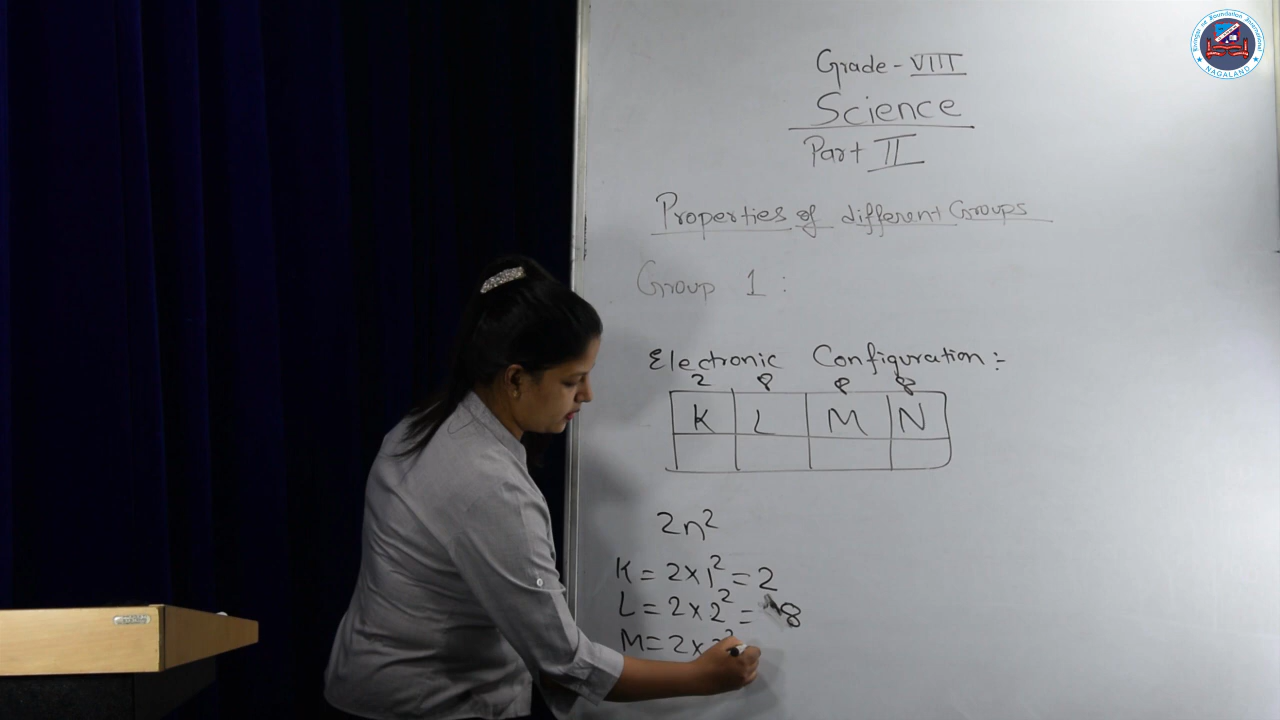 Grade - VIII
Science
Part II
Properties of different Groups
Group 1 :
Electronic Configuration :-
2 8 8 8
K L M N
2n²
K = 2 × 1² = 2
L = 2 × 2² = 8
M = 2 ×
NAGALAND